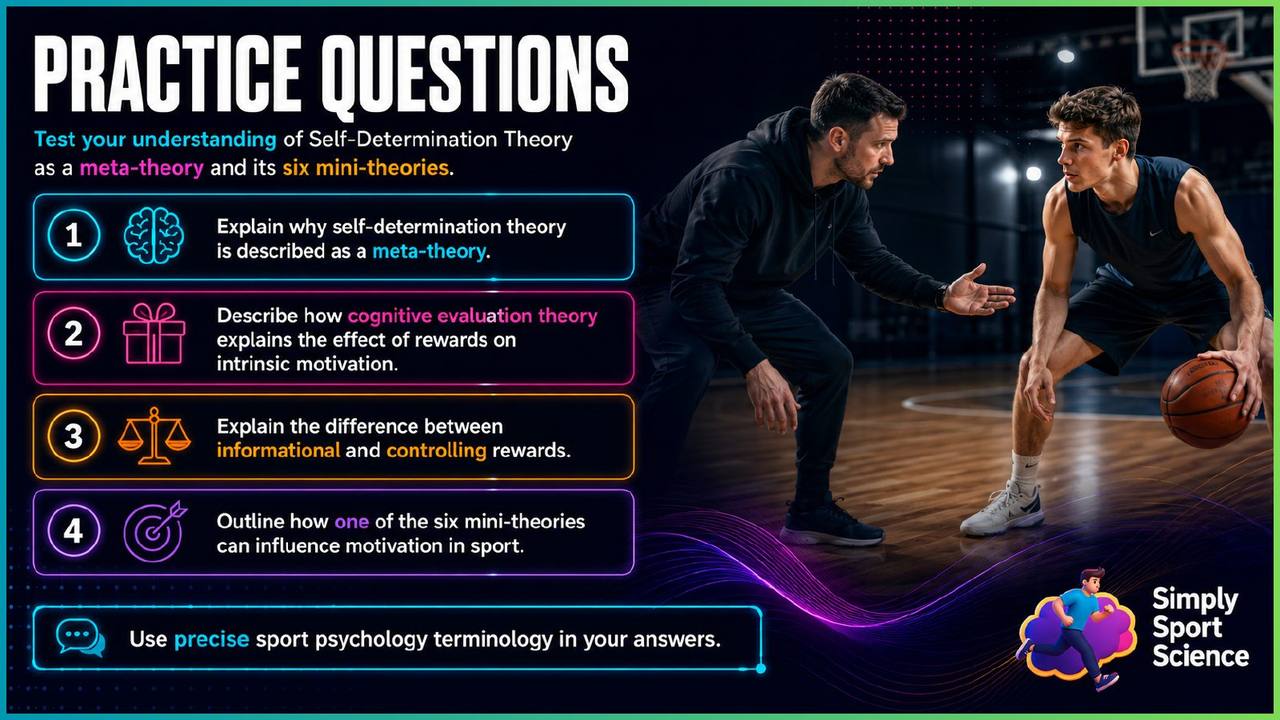 PRACTICE QUESTIONS
Test your understanding of Self-Determination Theory
as a meta-theory and its six mini-theories.
1
Explain why self-determination theory
is described as a meta-theory.
2
Describe how cognitive evaluation theory
explains the effect of rewards on
intrinsic motivation.
3
Explain the difference between
informational and controlling rewards.
4
Outline how one of the six mini-theories
can influence motivation in sport.
Use precise sport psychology terminology in your answers.
Simply
Sport
Science